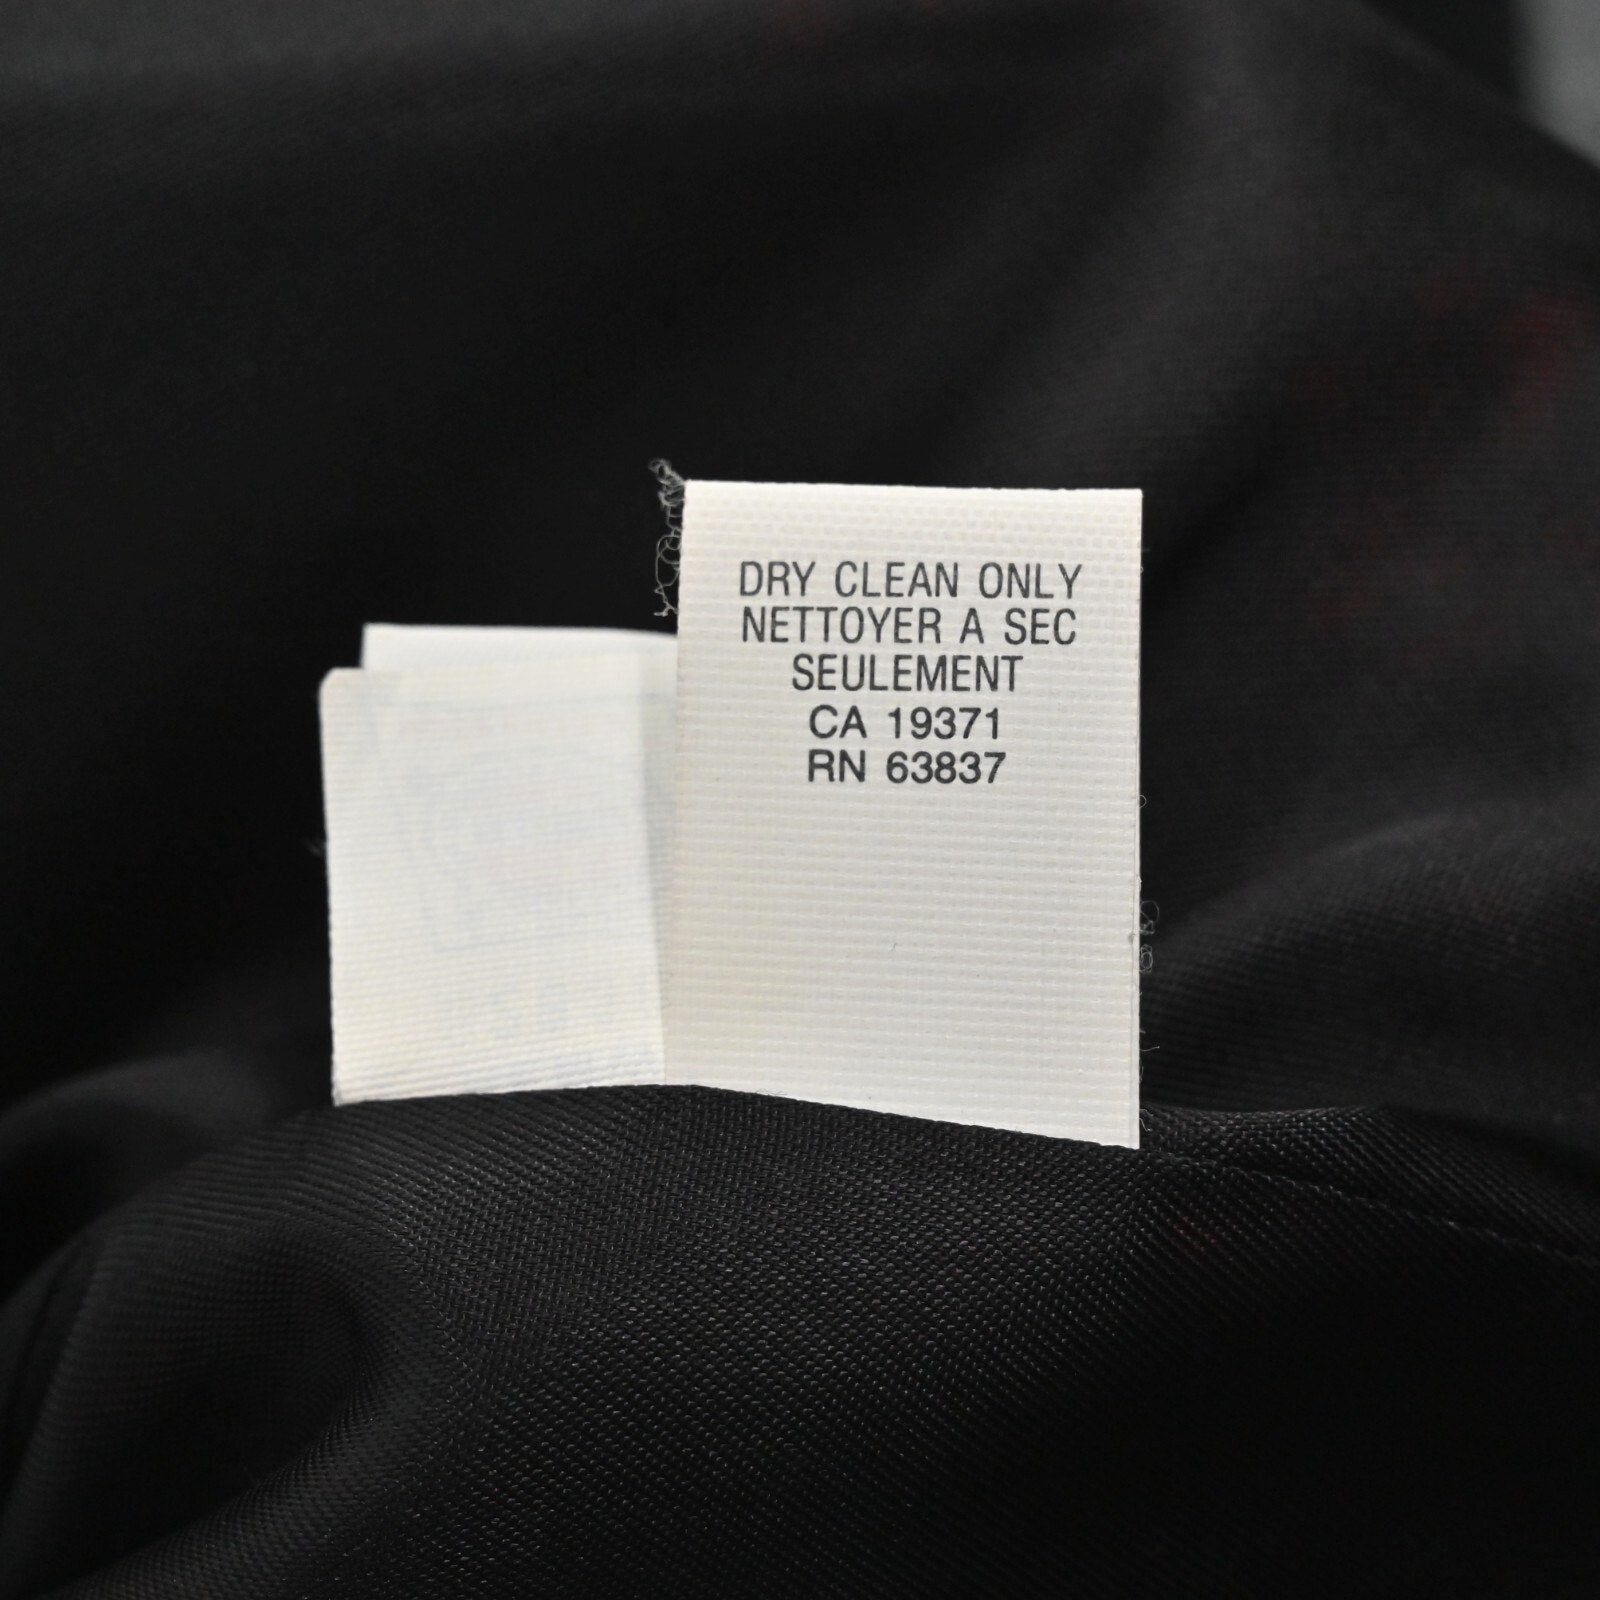 DRY CLEAN ONLY
NETTOYER A SEC
SEULEMENT
CA 19371
RN 63837